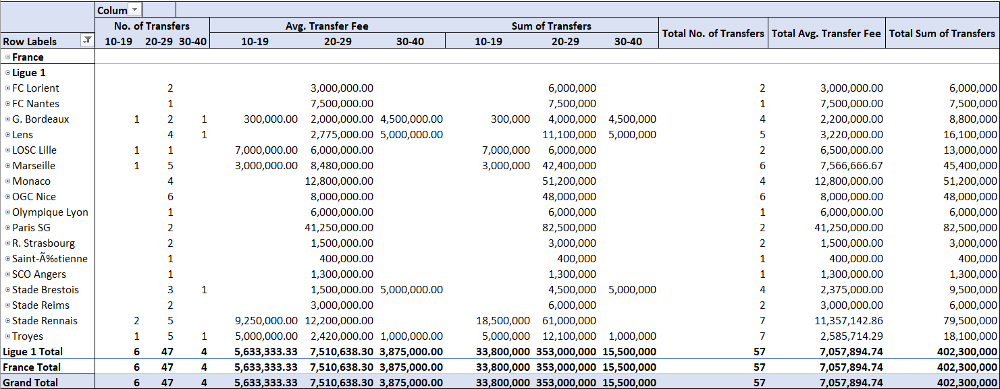 Colum
No. of Transfers Avg. Transfer Fee Sum of Transfers Total No. of Transfers Total Avg. Transfer Fee Total Sum of Transfers
Row Labels 10-19 20-29 30-40 10-19 20-29 30-40 10-19 20-29 30-40
France
Ligue 1
FC Lorient 2 3,000,000.00 6,000,000 2 3,000,000.00 6,000,000
FC Nantes 1 7,500,000.00 7,500,000 1 7,500,000.00 7,500,000
G. Bordeaux 1 2 1 300,000.00 2,000,000.00 4,500,000.00 300,000 4,000,000 4,500,000 4 2,200,000.00 8,800,000
Lens 4 1 2,775,000.00 5,000,000.00 11,100,000 5,000,000 5 3,220,000.00 16,100,000
LOSC Lille 1 1 7,000,000.00 6,000,000.00 7,000,000 6,000,000 2 6,500,000.00 13,000,000
Marseille 1 5 3,000,000.00 8,480,000.00 3,000,000 42,400,000 6 7,566,666.67 45,400,000
Monaco 4 12,800,000.00 51,200,000 4 12,800,000.00 51,200,000
OGC Nice 6 8,000,000.00 48,000,000 6 8,000,000.00 48,000,000
Olympique Lyon 1 6,000,000.00 6,000,000 1 6,000,000.00 6,000,000
Paris SG 2 41,250,000.00 82,500,000 2 41,250,000.00 82,500,000
R. Strasbourg 2 1,500,000.00 3,000,000 2 1,500,000.00 3,000,000
Saint-Ã‰tienne 1 400,000.00 400,000 1 400,000.00 400,000
SCO Angers 1 1,300,000.00 1,300,000 1 1,300,000.00 1,300,000
Stade Brestois 3 1 1,500,000.00 5,000,000.00 4,500,000 5,000,000 4 2,375,000.00 9,500,000
Stade Reims 2 3,000,000.00 6,000,000 2 3,000,000.00 6,000,000
Stade Rennais 2 5 9,250,000.00 12,200,000.00 18,500,000 61,000,000 7 11,357,142.86 79,500,000
Troyes 1 5 1 5,000,000.00 2,420,000.00 1,000,000.00 5,000,000 12,100,000 1,000,000 7 2,585,714.29 18,100,000
Ligue 1 Total 6 47 4 5,633,333.33 7,510,638.30 3,875,000.00 33,800,000 353,000,000 15,500,000 57 7,057,894.74 402,300,000
France Total 6 47 4 5,633,333.33 7,510,638.30 3,875,000.00 33,800,000 353,000,000 15,500,000 57 7,057,894.74 402,300,000
Grand Total 6 47 4 5,633,333.33 7,510,638.30 3,875,000.00 33,800,000 353,000,000 15,500,000 57 7,057,894.74 402,300,000